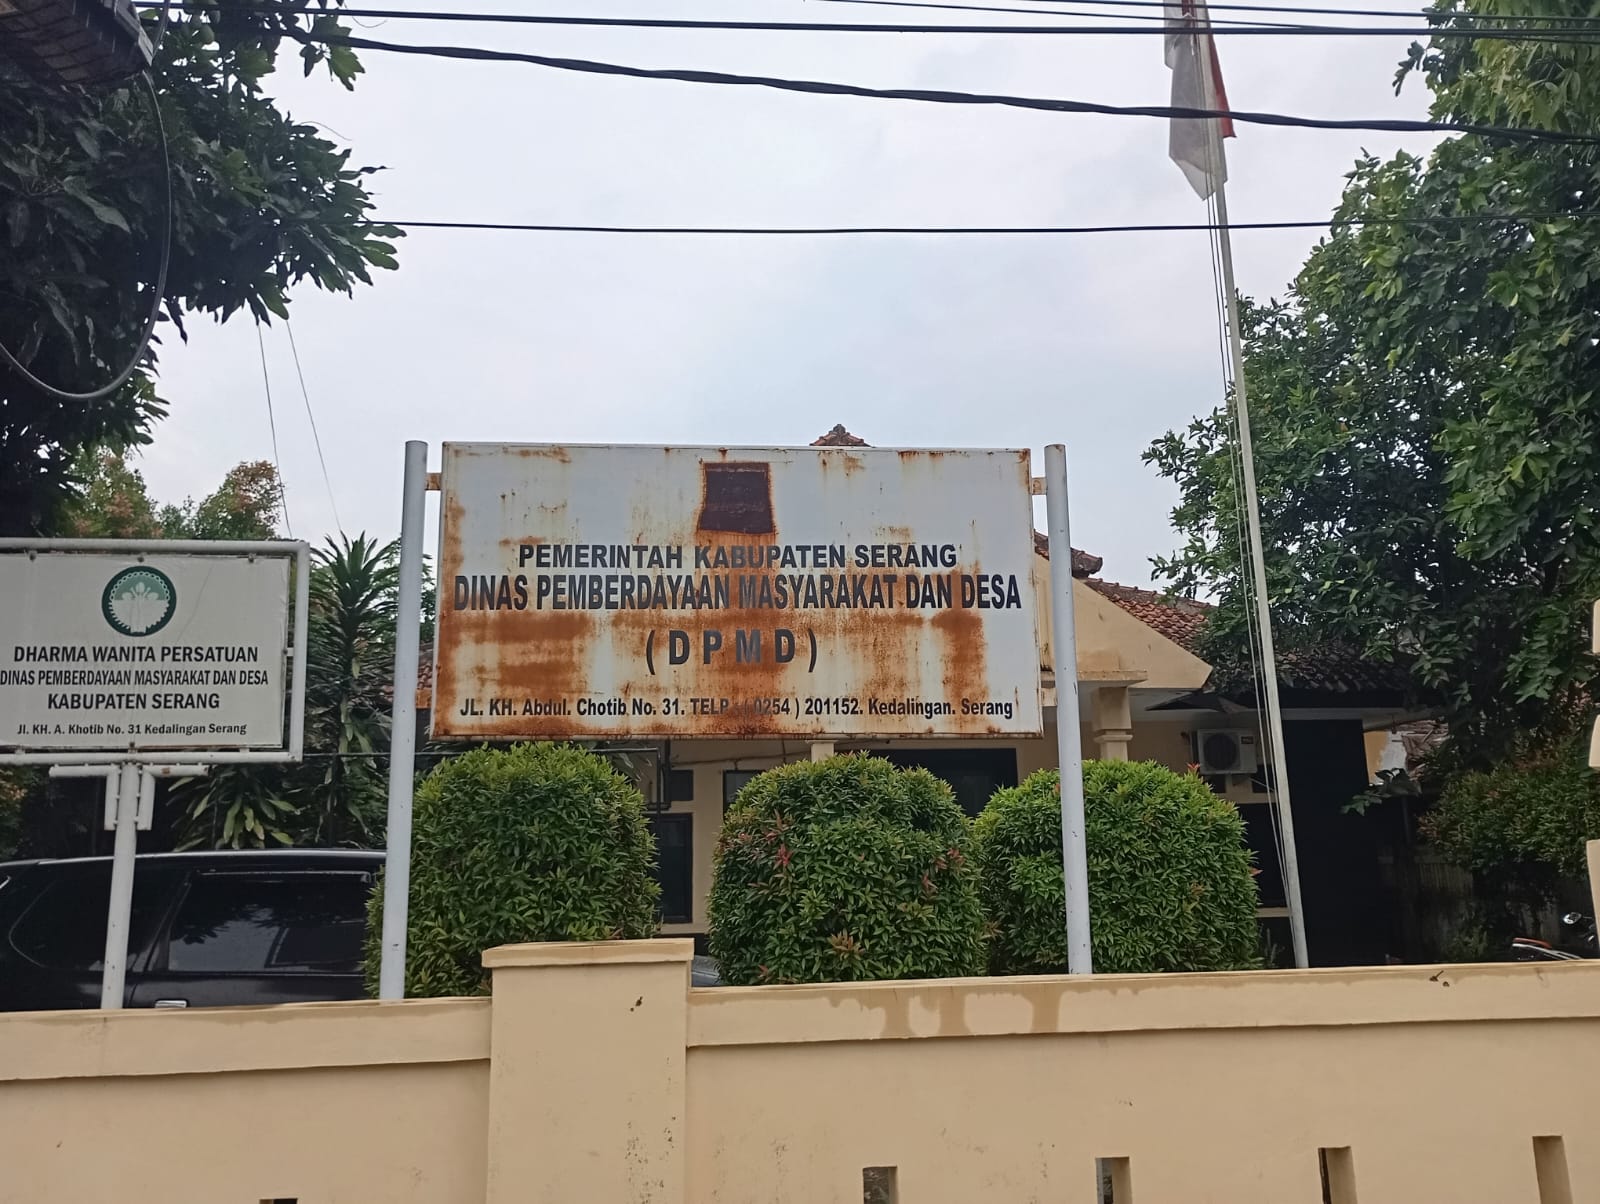 PEMERINTAH KABUPATEN SERANG
DINAS PEMBERDAYAAN MASYARAKAT DAN DESA
( D P M D )
JL. KH. Abdul. Chotib No. 31. TELP. ( 0254 ) 201152. Kedalingan. Serang
DHARMA WANITA PERSATUAN
DINAS PEMBERDAYAAN MASYARAKAT DAN DESA
KABUPATEN SERANG
Jl. KH. A. Khotib No. 31 Kedalingan Serang